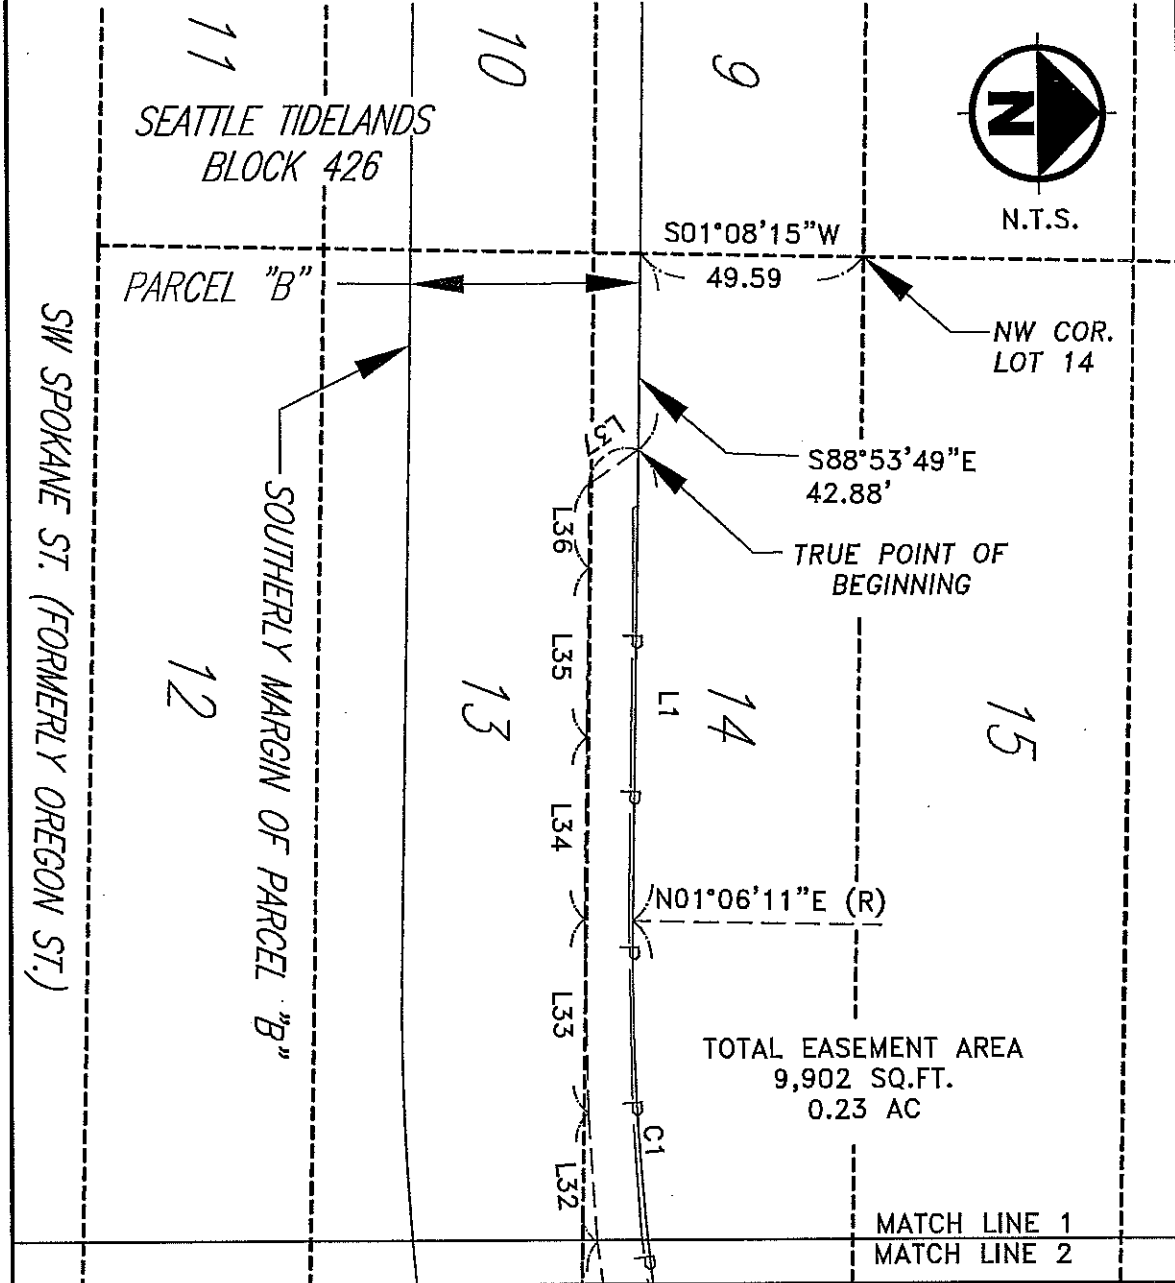 11
10
9
SEATTLE TIDELANDS
BLOCK 426
N
N.T.S.
S01°08'15"W
49.59
PARCEL "B"
NW COR.
LOT 14
SW SPOKANE ST. (FORMERLY OREGON ST.)
SOUTHERLY MARGIN OF PARCEL "B"
L37
S88°53'49"E
42.88'
L36
TRUE POINT OF
BEGINNING
P
L35
12
13
L1
14
15
P
L34
N01°06'11"E (R)
P
L33
TOTAL EASEMENT AREA
9,902 SQ.FT.
0.23 AC
P
C1
L32
MATCH LINE 1
MATCH LINE 2
P